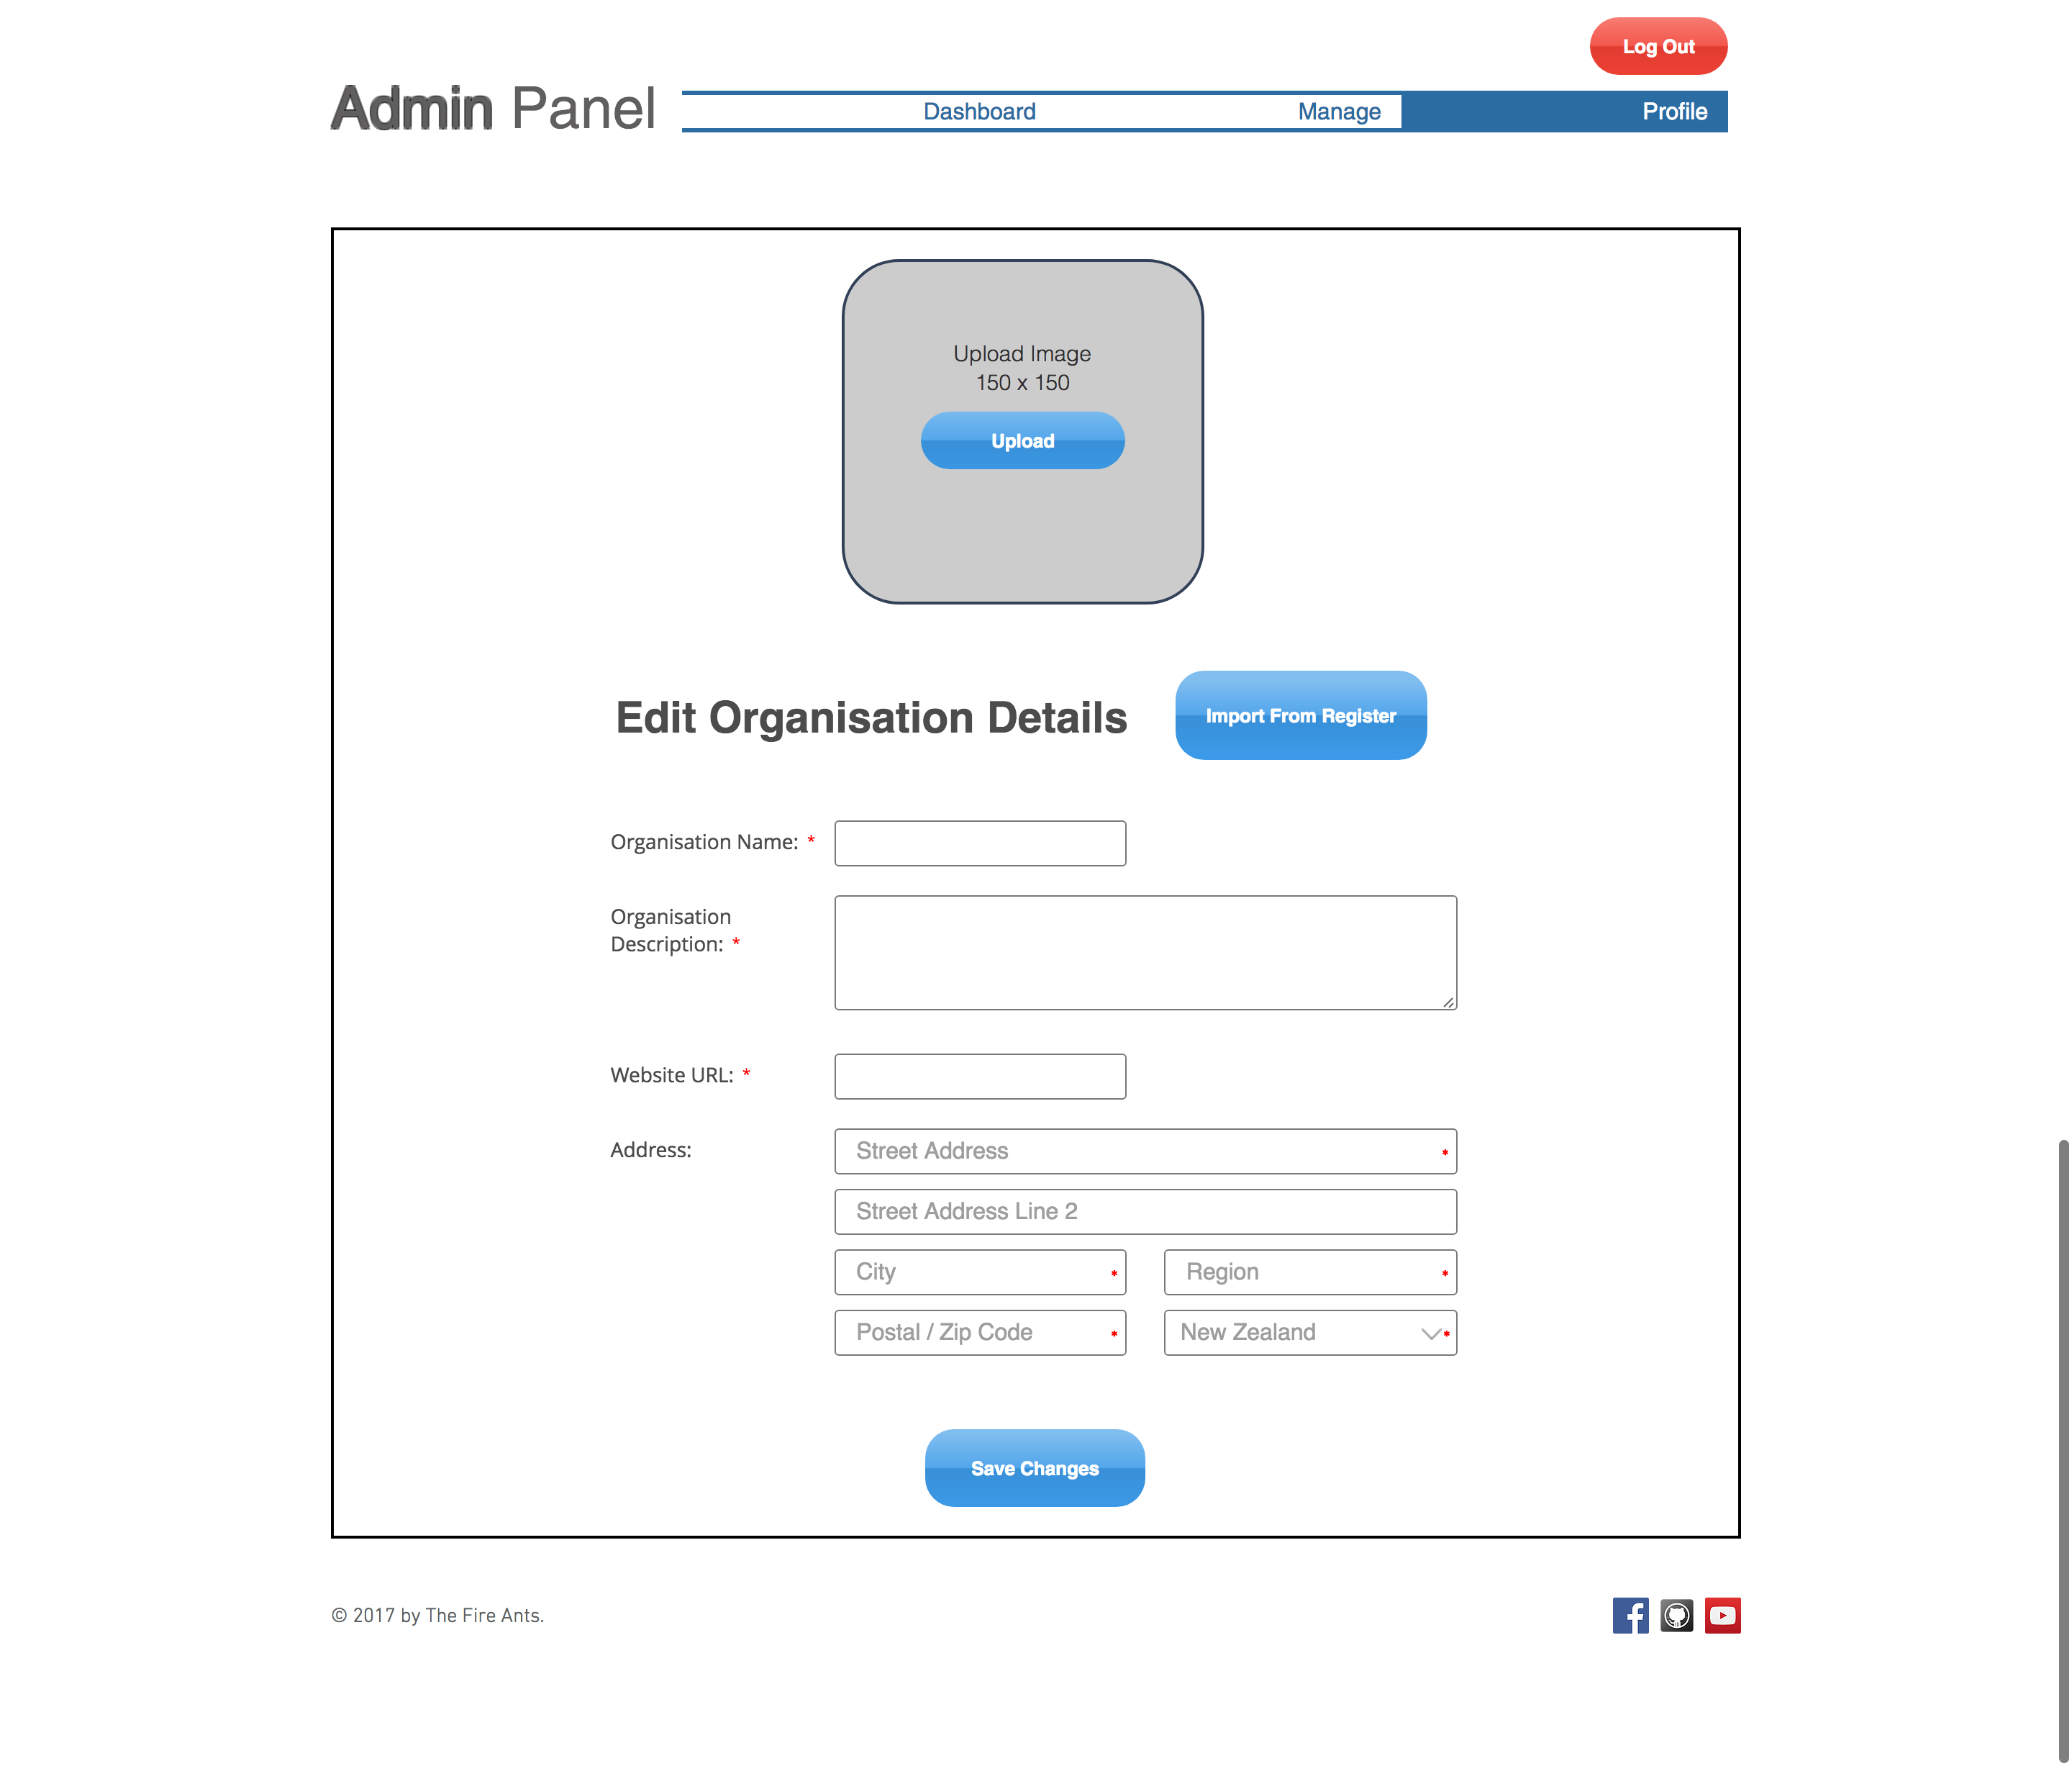 Log Out
Admin Panel
Dashboard Manage Profile
Upload Image
150 x 150
Upload
Edit Organisation Details
Import From Register
Organisation Name: *
Organisation
Description: *
Website URL: *
Address:
Street Address *
Street Address Line 2
City * Region *
Postal / Zip Code * New Zealand *
Save Changes
© 2017 by The Fire Ants.